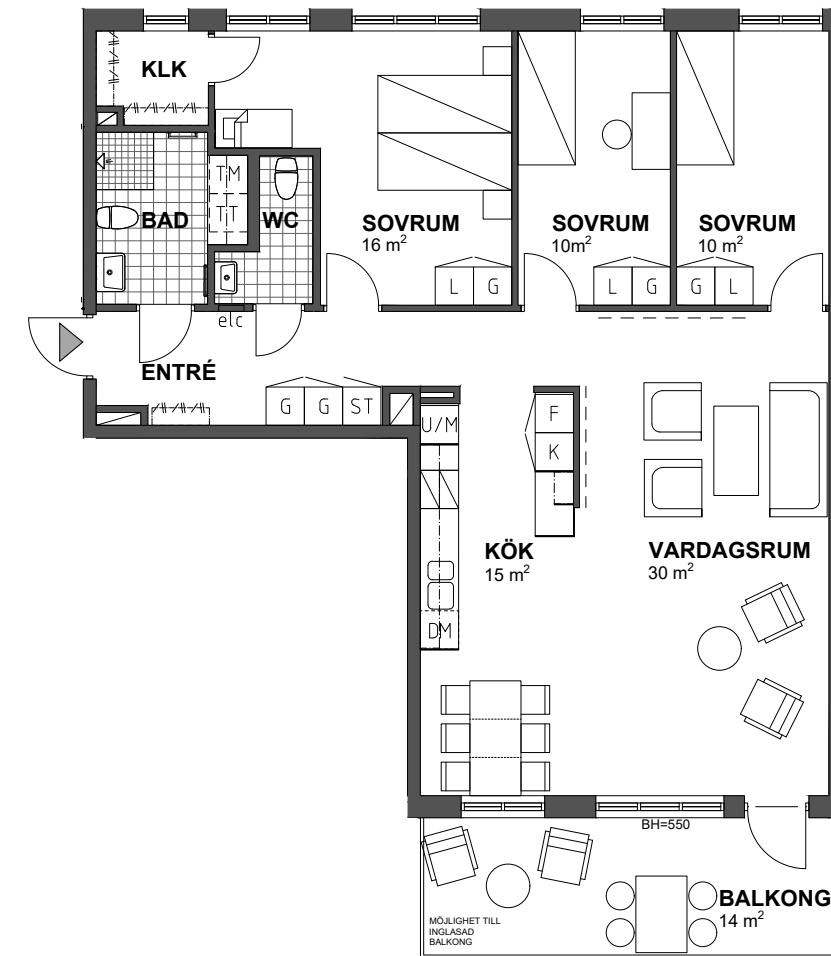 KLK
TM
TT
BAD
WC
SOVRUM
16 m²
SOVRUM
10m²
SOVRUM
10 m²
L G
L G
G L
elc
ENTRÉ
G G ST
U/M
F
K
KÖK
15 m²
VARDAGSRUM
30 m²
DM
BH=550
BALKONG
14 m²
MÖJLIGHET TILL
INGLASAD
BALKONG